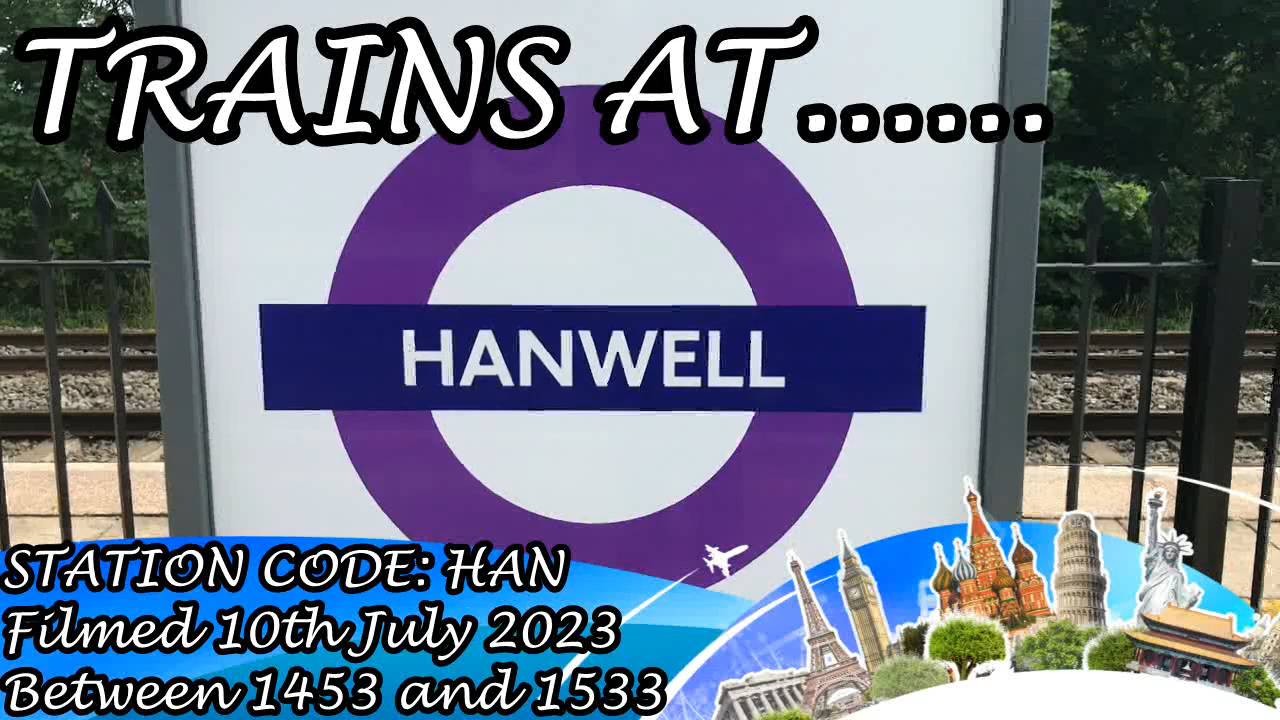 TRAINS AT......
HANWELL
STATION CODE: HAN
Filmed 10th July 2023
Between 1453 and 1533